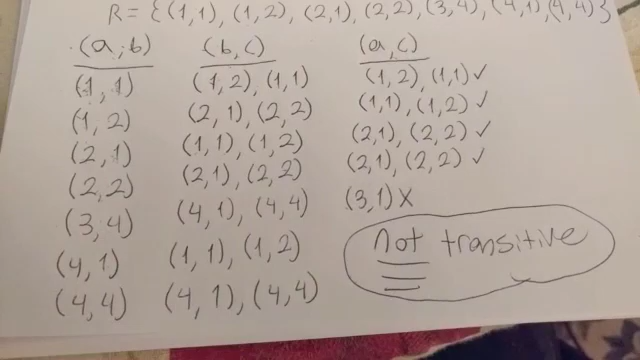 R = {(1,1), (1,2), (2,1), (2,2), (3,4), (4,1), (4,4)}
(a,b) (b,c) (a,c)
(1,1) (1,2), (1,1) (1,2), (1,1) ✓
(1,2) (2,1), (2,2) (1,1), (1,2) ✓
(2,1) (1,1), (1,2) (2,1), (2,2) ✓
(2,2) (2,1), (2,2) (2,1), (2,2) ✓
(3,4) (4,1), (4,4) (3,1) X
(4,1) (1,1), (1,2) not transitive
(4,4) (4,1), (4,4)